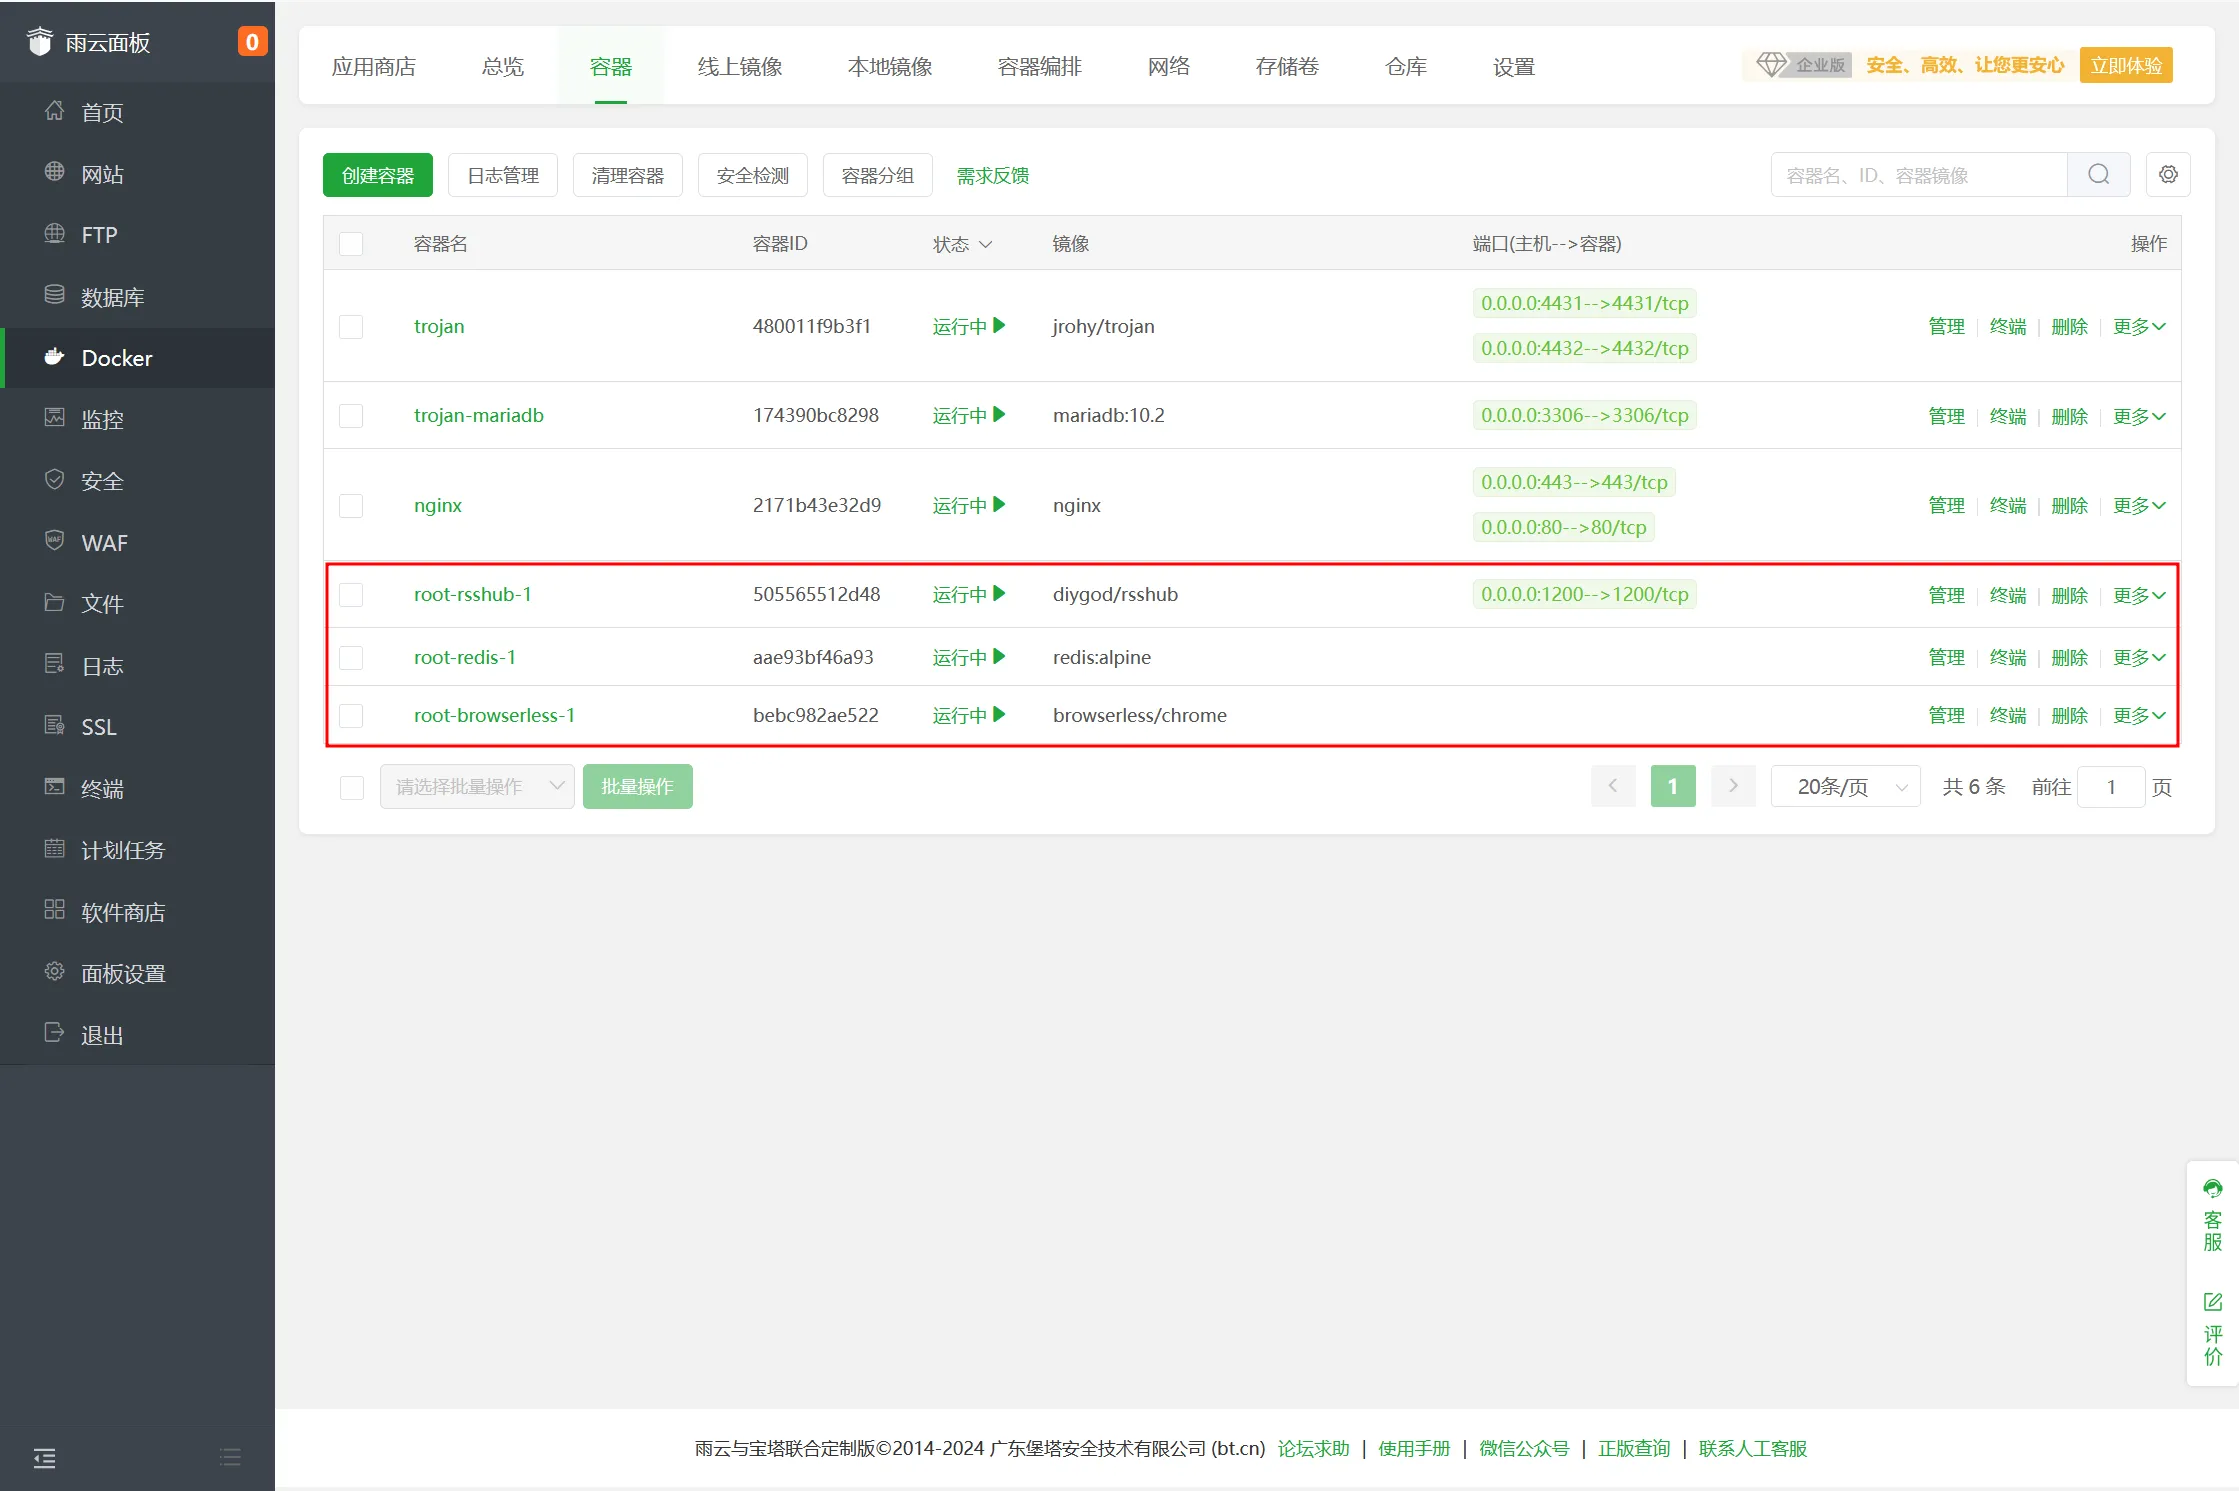 雨云面板
0
首页
网站
FTP
数据库
Docker
监控
安全
WAF
文件
日志
SSL
终端
计划任务
软件商店
面板设置
退出
应用商店 总览 容器 线上镜像 本地镜像 容器编排 网络 存储卷 仓库 设置
企业版 安全、高效、让您更安心 立即体验
创建容器 日志管理 清理容器 安全检测 容器分组 需求反馈 容器名、ID、容器镜像
容器名 容器ID 状态 镜像 端口(主机-->容器) 操作
trojan 480011f9b3f1 运行中 jrohy/trojan 0.0.0.0:4431-->4431/tcp 管理 终端 删除 更多
0.0.0.0:4432-->4432/tcp
trojan-mariadb 174390bc8298 运行中 mariadb:10.2 0.0.0.0:3306-->3306/tcp 管理 终端 删除 更多
nginx 2171b43e32d9 运行中 nginx 0.0.0.0:443-->443/tcp 管理 终端 删除 更多
0.0.0.0:80-->80/tcp
root-rsshub-1 505565512d48 运行中 diygod/rsshub 0.0.0.0:1200-->1200/tcp 管理 终端 删除 更多
root-redis-1 aae93bf46a93 运行中 redis:alpine 管理 终端 删除 更多
root-browserless-1 bebc982ae522 运行中 browserless/chrome 管理 终端 删除 更多
请选择批量操作 批量操作 1 20条/页 共 6 条 前往 1 页
客服
评价
雨云与宝塔联合定制版©2014-2024 广东堡塔安全技术有限公司 (bt.cn) 论坛求助 | 使用手册 | 微信公众号 | 正版查询 | 联系人工客服